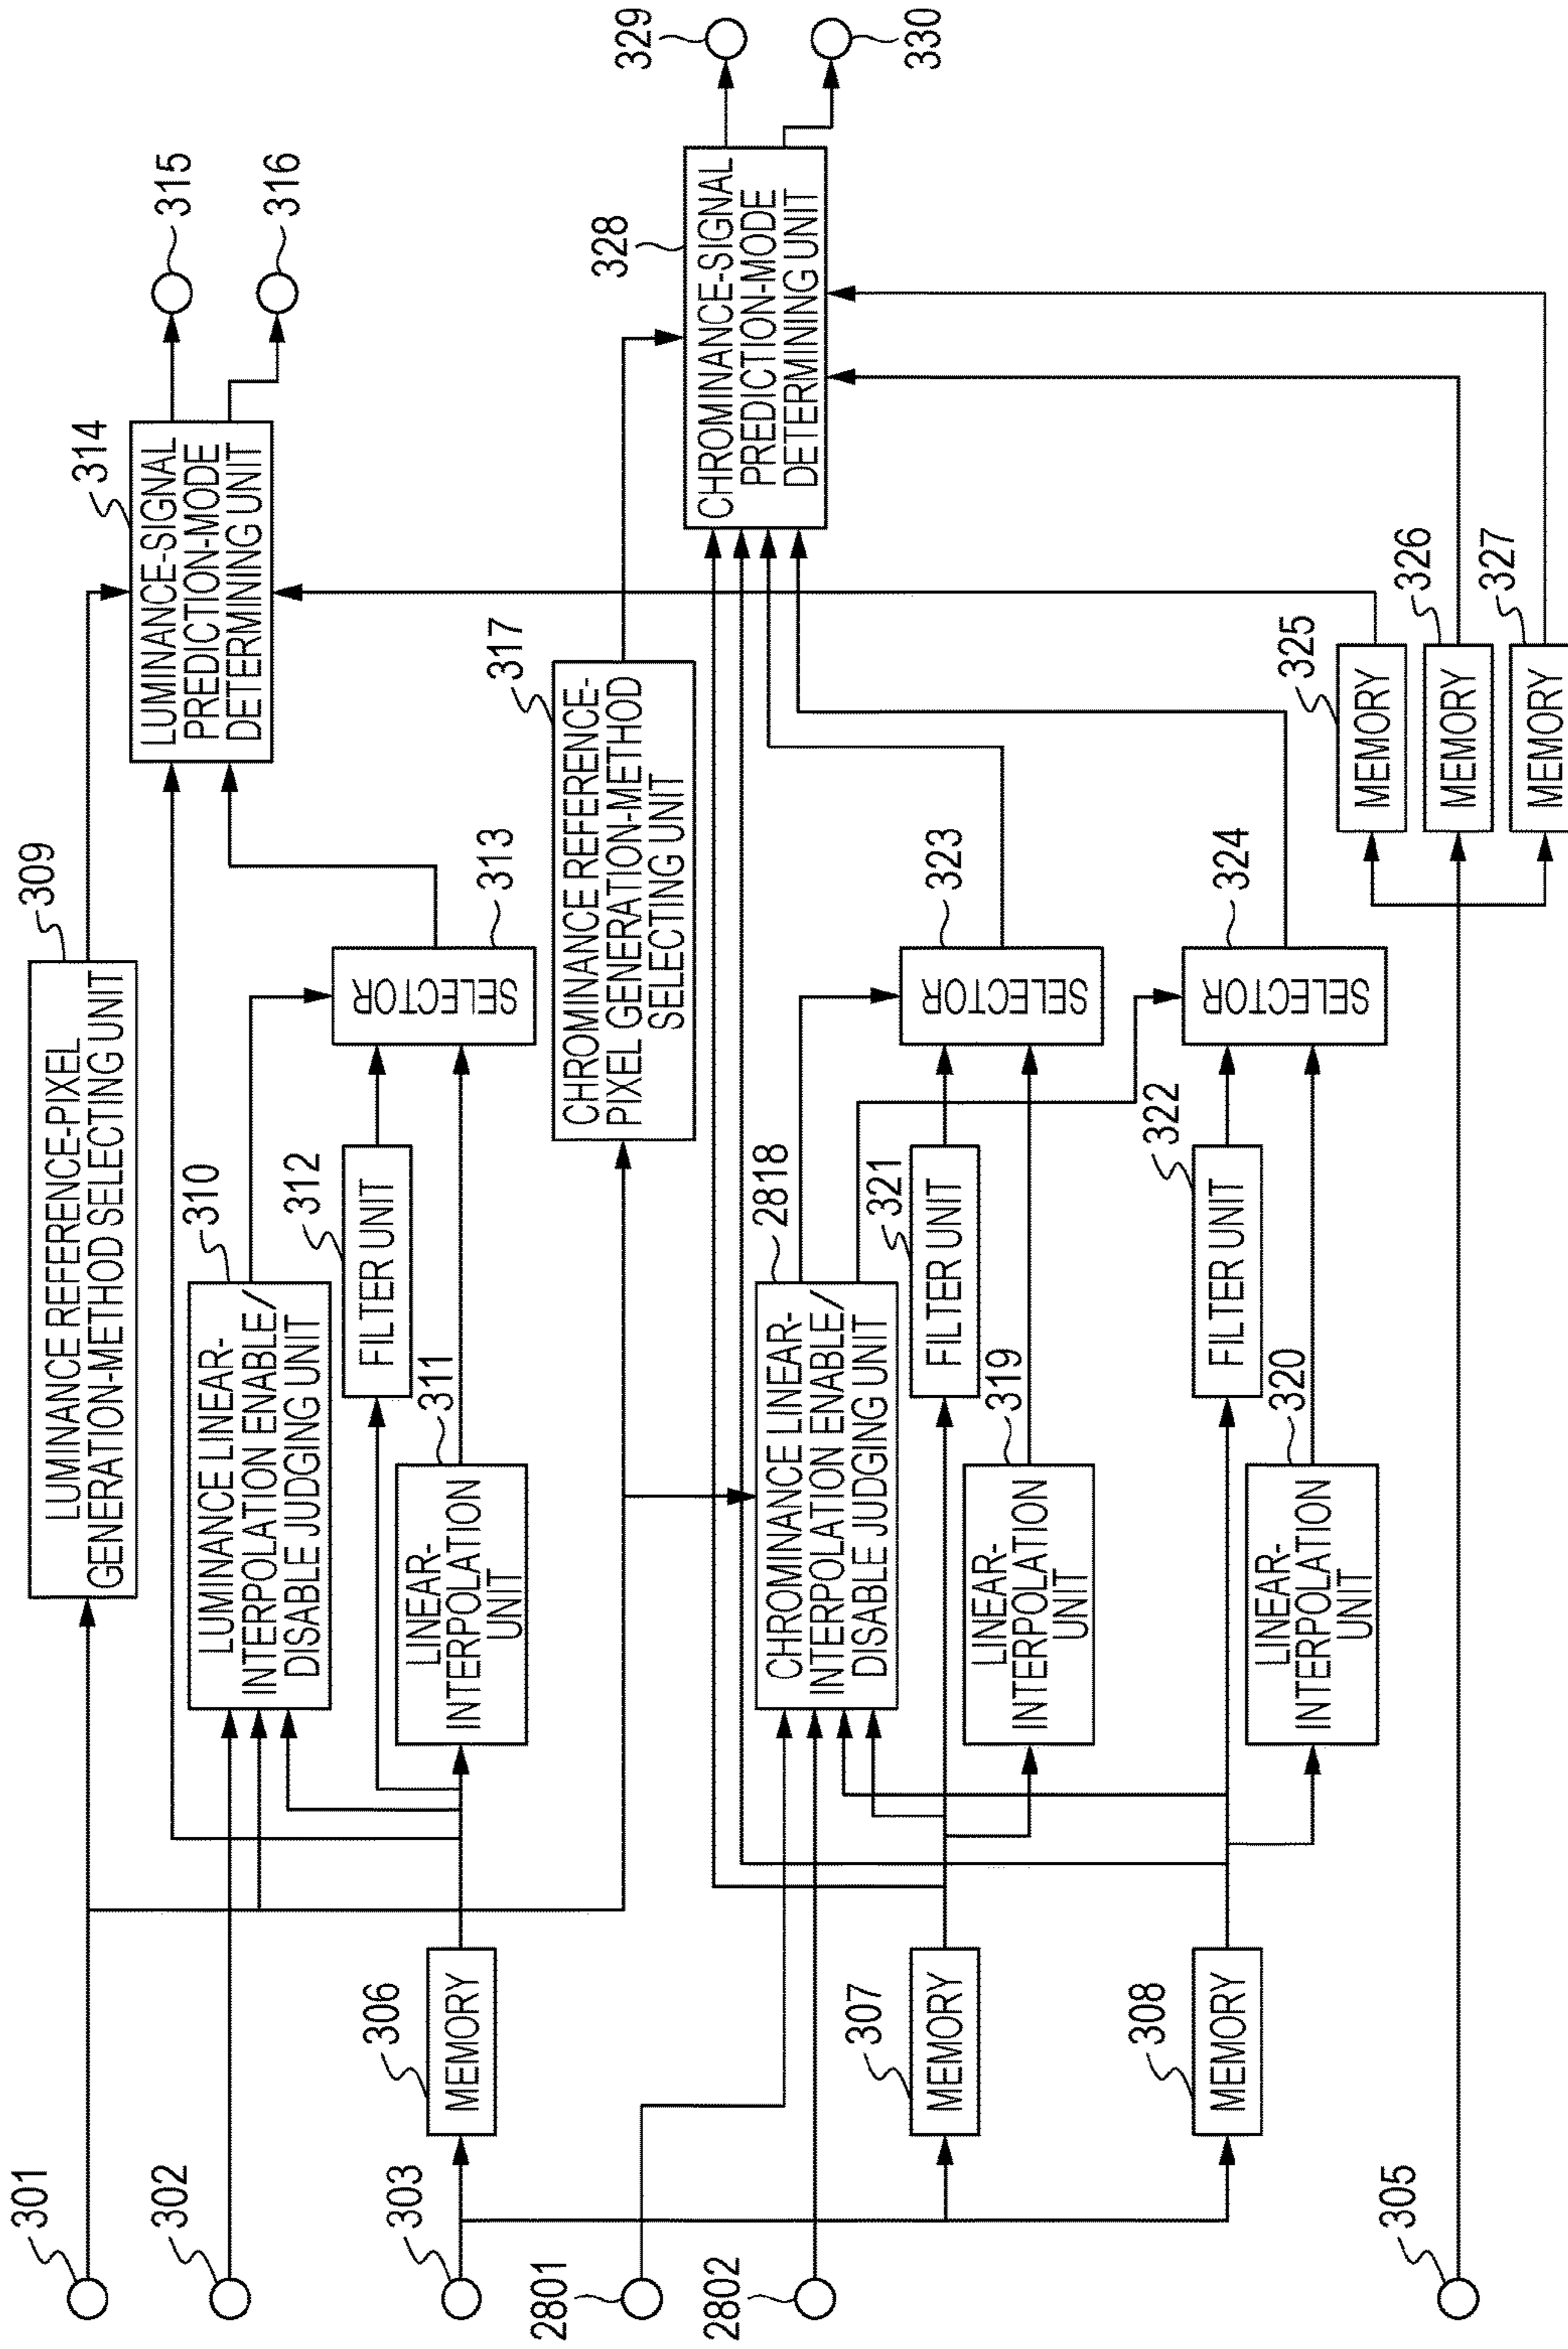 301
302
303
2801
2802
305
306
MEMORY
307
MEMORY
308
MEMORY
309
LUMINANCE REFERENCE-PIXEL
GENERATION-METHOD SELECTING UNIT
310
LUMINANCE LINEAR-
INTERPOLATION ENABLE/
DISABLE JUDGING UNIT
312
FILTER UNIT
311
LINEAR-
INTERPOLATION
UNIT
313
SELECTOR
314
LUMINANCE-SIGNAL
PREDICTION-MODE
DETERMINING UNIT
315
316
317
CHROMINANCE REFERENCE-
PIXEL GENERATION-METHOD
SELECTING UNIT
2818
CHROMINANCE LINEAR-
INTERPOLATION ENABLE/
DISABLE JUDGING UNIT
321
FILTER UNIT
319
LINEAR-
INTERPOLATION
UNIT
322
FILTER UNIT
320
LINEAR-
INTERPOLATION
UNIT
323
SELECTOR
324
SELECTOR
325
MEMORY
326
MEMORY
327
MEMORY
328
CHROMINANCE-SIGNAL
PREDICTION-MODE
DETERMINING UNIT
329
330